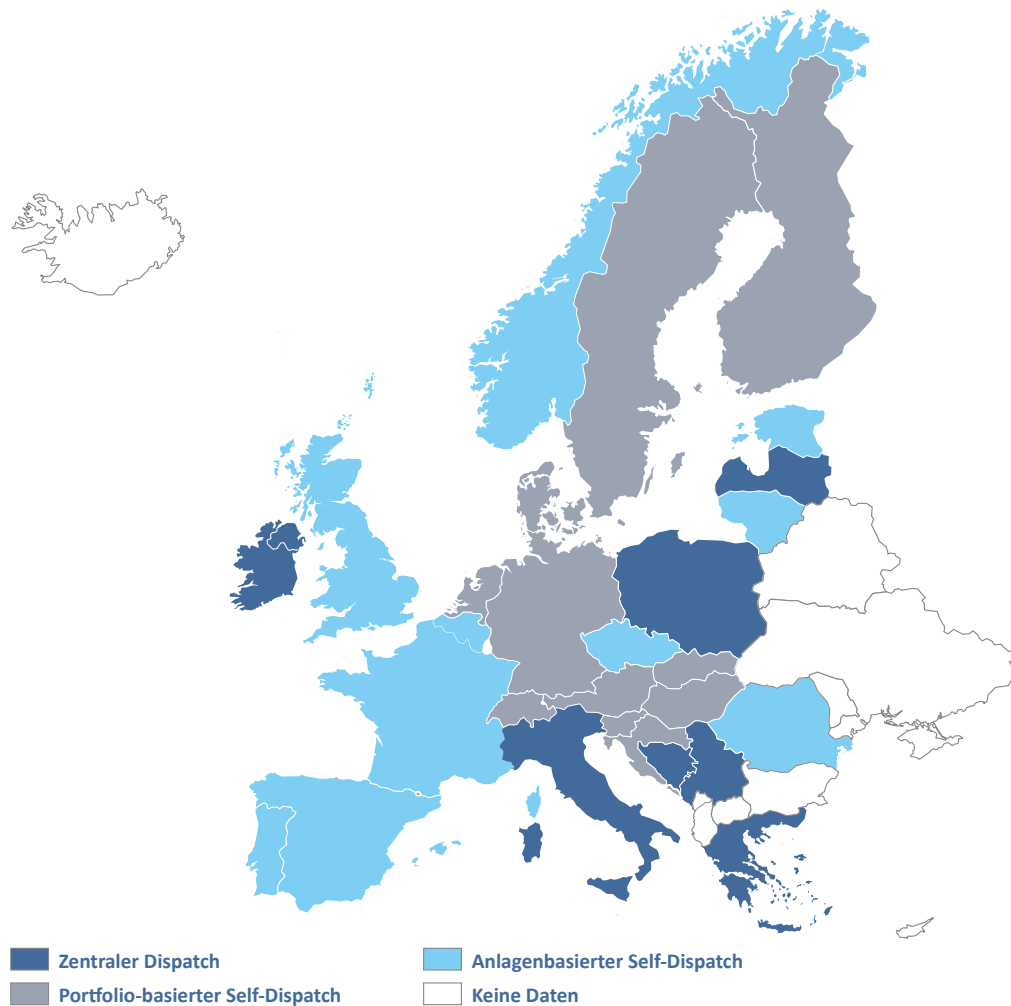 Zentraler Dispatch
Anlagenbasierter Self-Dispatch
Portfolio-basierter Self-Dispatch
Keine Daten